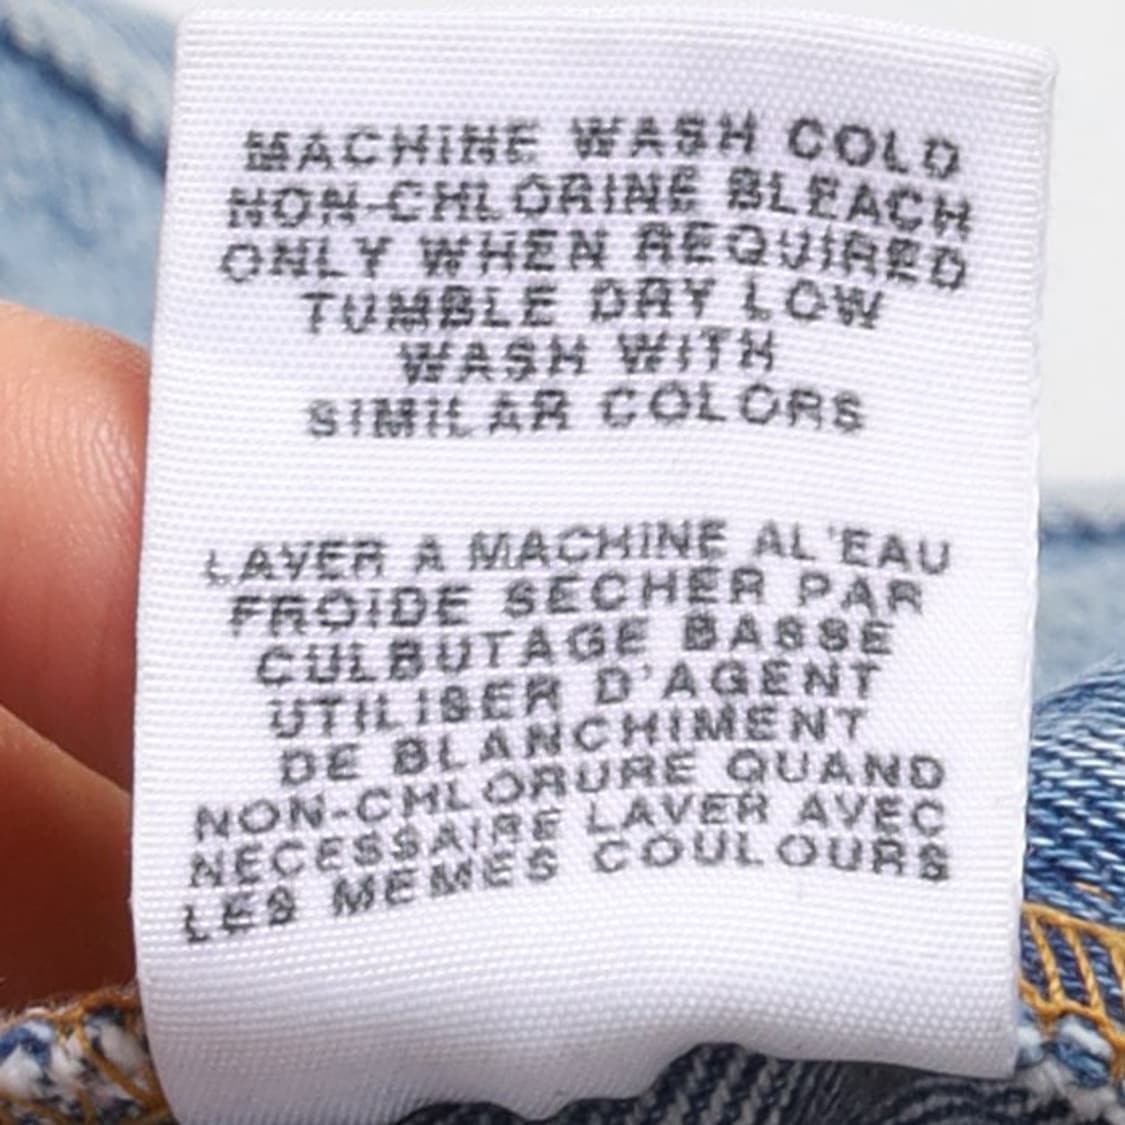 MACHINE WASH COLD
NON-CHLORINE BLEACH
ONLY WHEN REQUIRED
TUMBLE DRY LOW
WASH WITH
SIMILAR COLORS
LAVER A MACHINE AL'EAU
FROIDE SECHER PAR
CULBUTAGE BASSE
UTILISER D'AGENT
DE BLANCHIMENT
NON-CHLORURE QUAND
NECESSAIRE LAVER AVEC
LES MEMES COULOURS